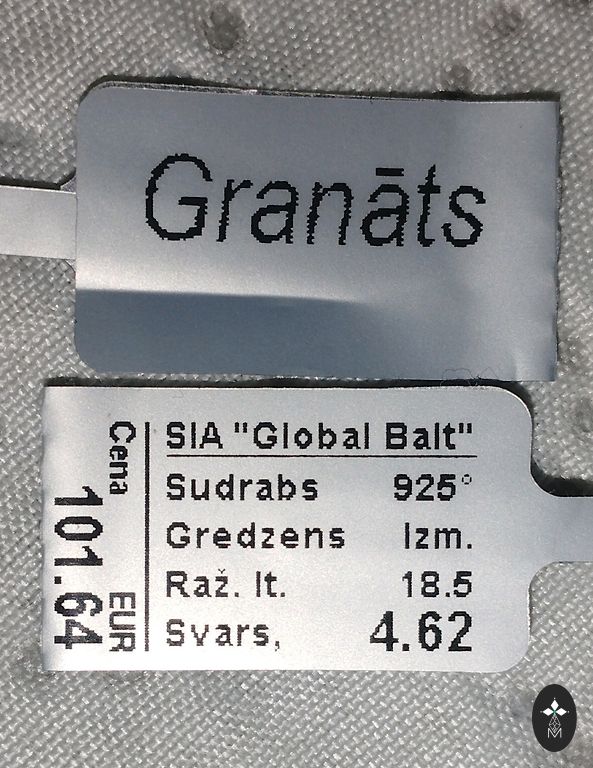 Granāts
SIA "Global Balt"
Sudrabs 925°
Gredzens Izm.
Raž. It. 18.5
Svars, 4.62
Cena
101.64
EUR
M